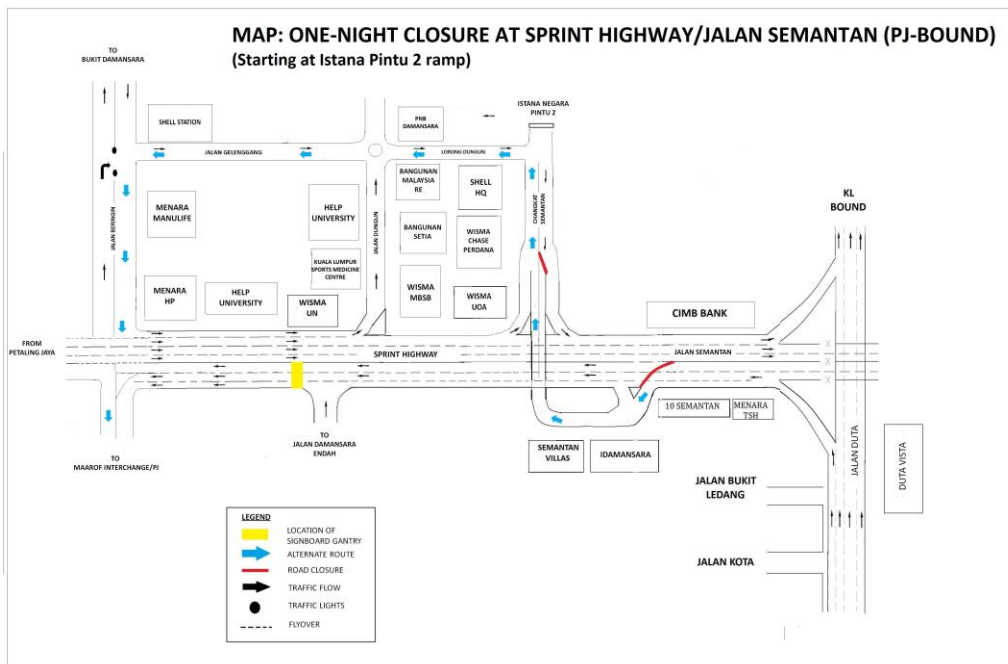 MAP: ONE-NIGHT CLOSURE AT SPRINT HIGHWAY/JALAN SEMANTAN (PJ-BOUND)
(Starting at Istana Pintu 2 ramp)
TO
BUKIT DAMANSARA
SHELL STATION
PNB
DAMANSARA
ISTANA NEGARA
PINTU 2
JALAN GELENGGANG
LORONG DUNGUN
BANGUNAN
MALAYSIA
RE
SHELL
HQ
CHANGKAT
SEMANTAN
KL
BOUND
JALAN BERINGIN
MENARA
MANULIFE
HELP
UNIVERSITY
JALAN DUNGUN
BANGUNAN
SETIA
WISMA
CHASE
PERDANA
KUALA LUMPUR
SPORTS MEDICINE
CENTRE
MENARA
HP
HELP
UNIVERSITY
WISMA
UN
WISMA
MBSB
WISMA
UOA
CIMB BANK
FROM
PETALING JAYA
SPRINT HIGHWAY
JALAN SEMANTAN
10 SEMANTAN
MENARA
TSH
TO
JALAN DAMANSARA
ENDAH
SEMANTAN
VILLAS
IDAMANSARA
TO
MAAROF INTERCHANGE/PJ
JALAN DUTA
DUTA VISTA
JALAN BUKIT
LEDANG
JALAN KOTA
LEGEND
LOCATION OF
SIGNBOARD GANTRY
ALTERNATE ROUTE
ROAD CLOSURE
TRAFFIC FLOW
TRAFFIC LIGHTS
FLYOVER